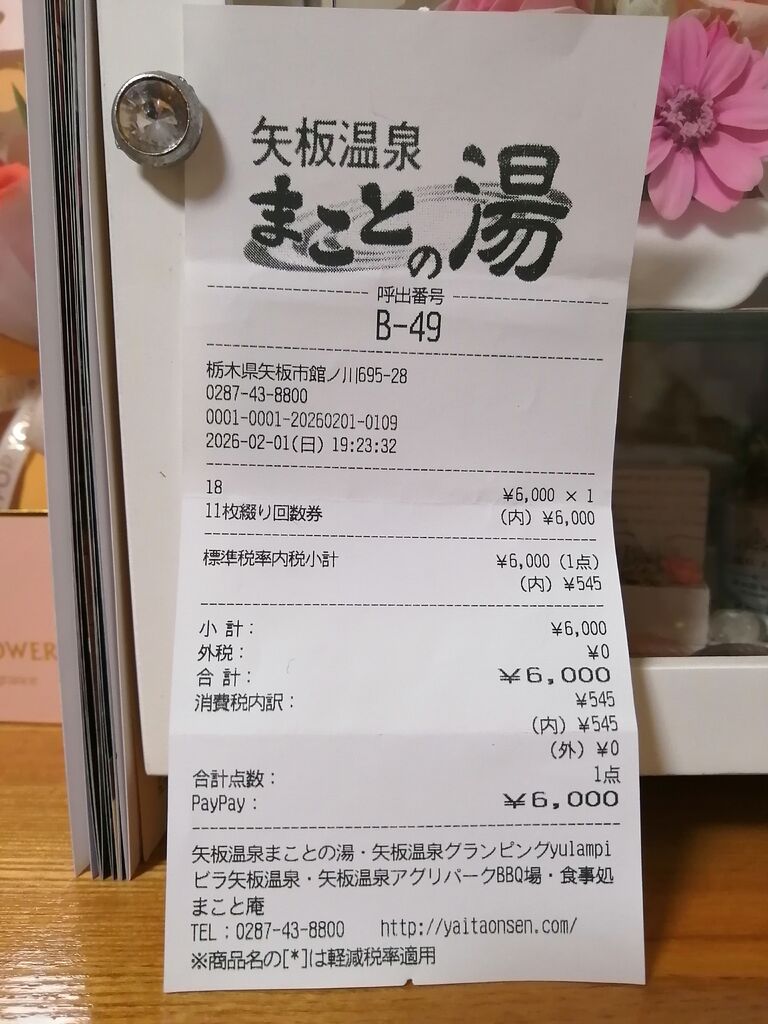 矢板温泉
まことの湯
呼出番号
B-49
栃木県矢板市館ノ川695-28
0287-43-8800
0001-0001-20260201-0109
2026-02-01(日) 19:23:32
18 ¥6,000 × 1
11枚綴り回数券 (内) ¥6,000
標準税率内税小計 ¥6,000 (1点)
(内) ¥545
小 計: ¥6,000
外税: ¥0
合 計: ¥6,000
消費税内訳: ¥545
(内) ¥545
(外) ¥0
合計点数: 1点
PayPay: ¥6,000
矢板温泉まことの湯・矢板温泉グランピングyulampi
ビラ矢板温泉・矢板温泉アグリパークBBQ場・食事処
まこと庵
TEL:0287-43-8800 http://yaitaonsen.com/
※商品名の[*]は軽減税率適用
OWER